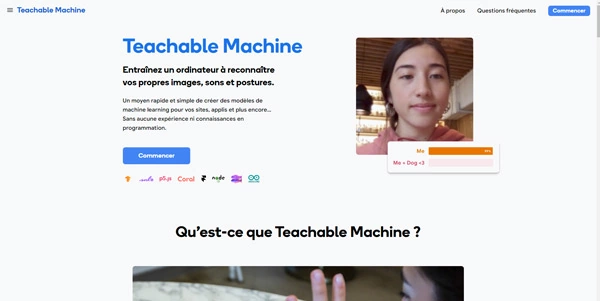 Teachable Machine
À propos
Questions fréquentes
Commencer
Teachable Machine
Entraînez un ordinateur à reconnaître
vos propres images, sons et postures.
Un moyen rapide et simple de créer des modèles de
machine learning pour vos sites, applis et plus encore...
Sans aucune expérience ni connaissances en
programmation.
Commencer
Me
Me + Dog <3
Coral
node
Qu'est-ce que Teachable Machine ?